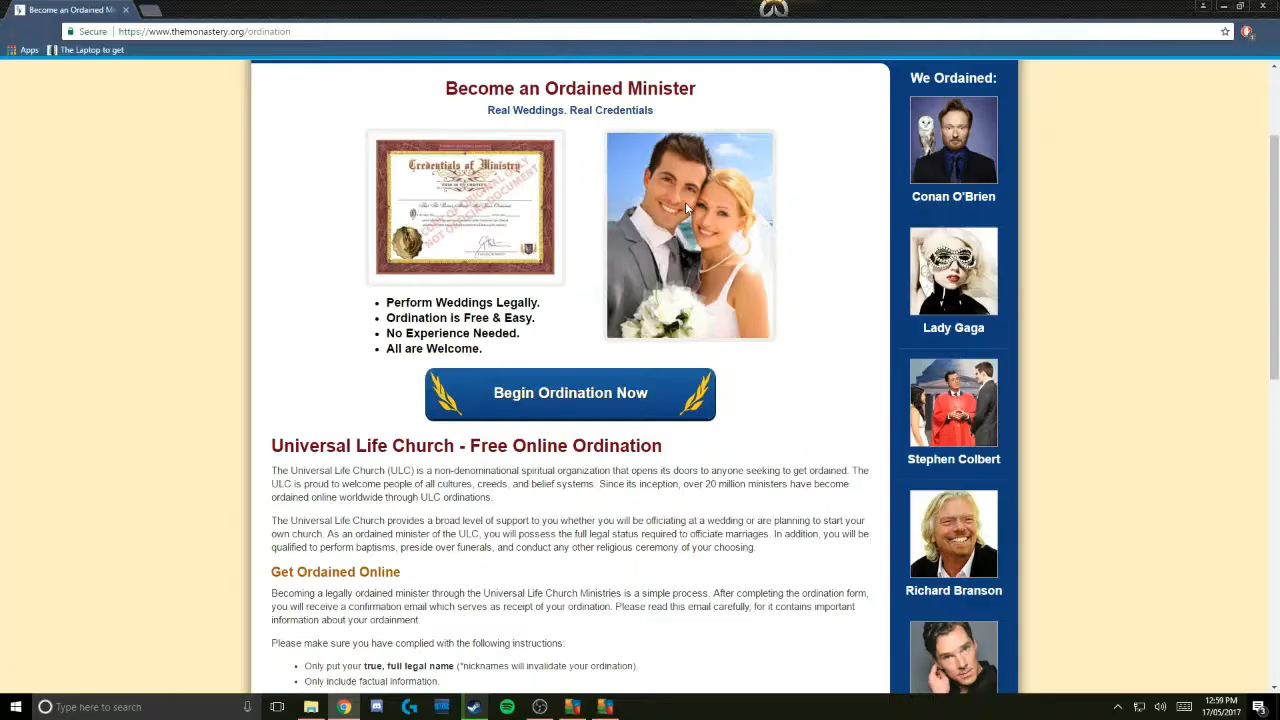 Become an Ordained Min
Secure
https://www.themonastery.org/ordination
Apps
The Laptop to get
Become an Ordained Minister
Real Weddings. Real Credentials
We Ordained:
Credentials of Ministry
COPY OF ORIGINAL ONLY
NOT OFFICIAL DOCUMENT
Conan O'Brien
Perform Weddings Legally.
Ordination is Free & Easy.
No Experience Needed.
All are Welcome.
Lady Gaga
Begin Ordination Now
Universal Life Church - Free Online Ordination
Stephen Colbert
The Universal Life Church (ULC) is a non-denominational spiritual organization that opens its doors to anyone seeking to get ordained. The
ULC is proud to welcome people of all cultures, creeds, and belief systems. Since its inception, over 20 million ministers have become
ordained online worldwide through ULC ordinations.
The Universal Life Church provides a broad level of support to you whether you will be officiating at a wedding or are planning to start your
own church. As an ordained minister of the ULC, you will possess the full legal status required to officiate marriages. In addition, you will be
qualified to perform baptisms, preside over funerals, and conduct any other religious ceremony of your choosing.
Get Ordained Online
Richard Branson
Becoming a legally ordained minister through the Universal Life Church Ministries is a simple process. After completing the ordination form,
you will receive a confirmation email which serves as receipt of your ordination. Please read this email carefully, for it contains important
information about your ordainment.
Please make sure you have complied with the following instructions:
Only put your true, full legal name (*nicknames will invalidate your ordination).
Only include factual information.
Type here to search
12:59 PM
17/05/2017